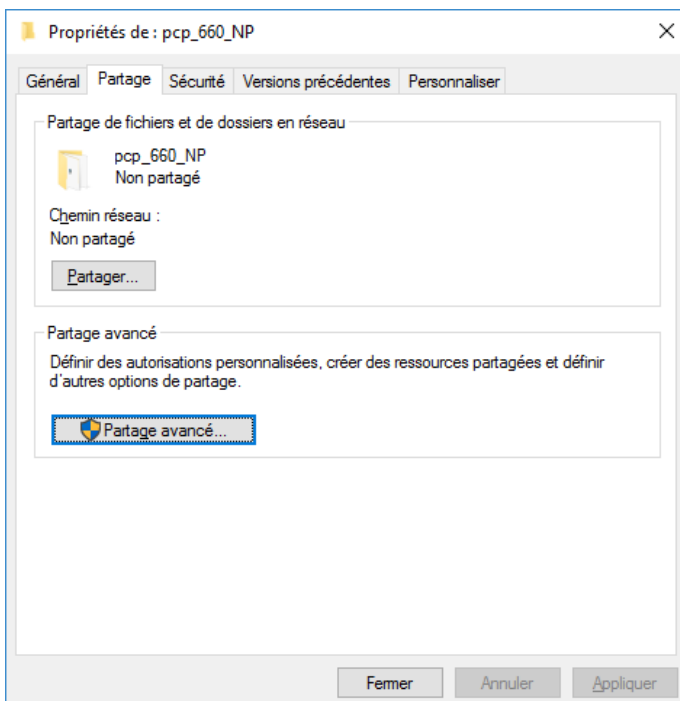 Propriétés de : pcp_660_NP
Général Partage Sécurité Versions précédentes Personnaliser
Partage de fichiers et de dossiers en réseau
pcp_660_NP
Non partagé
Chemin réseau :
Non partagé
Partager...
Partage avancé
Définir des autorisations personnalisées, créer des ressources partagées et définir
d'autres options de partage.
Partage avancé...
Fermer Annuler Appliquer